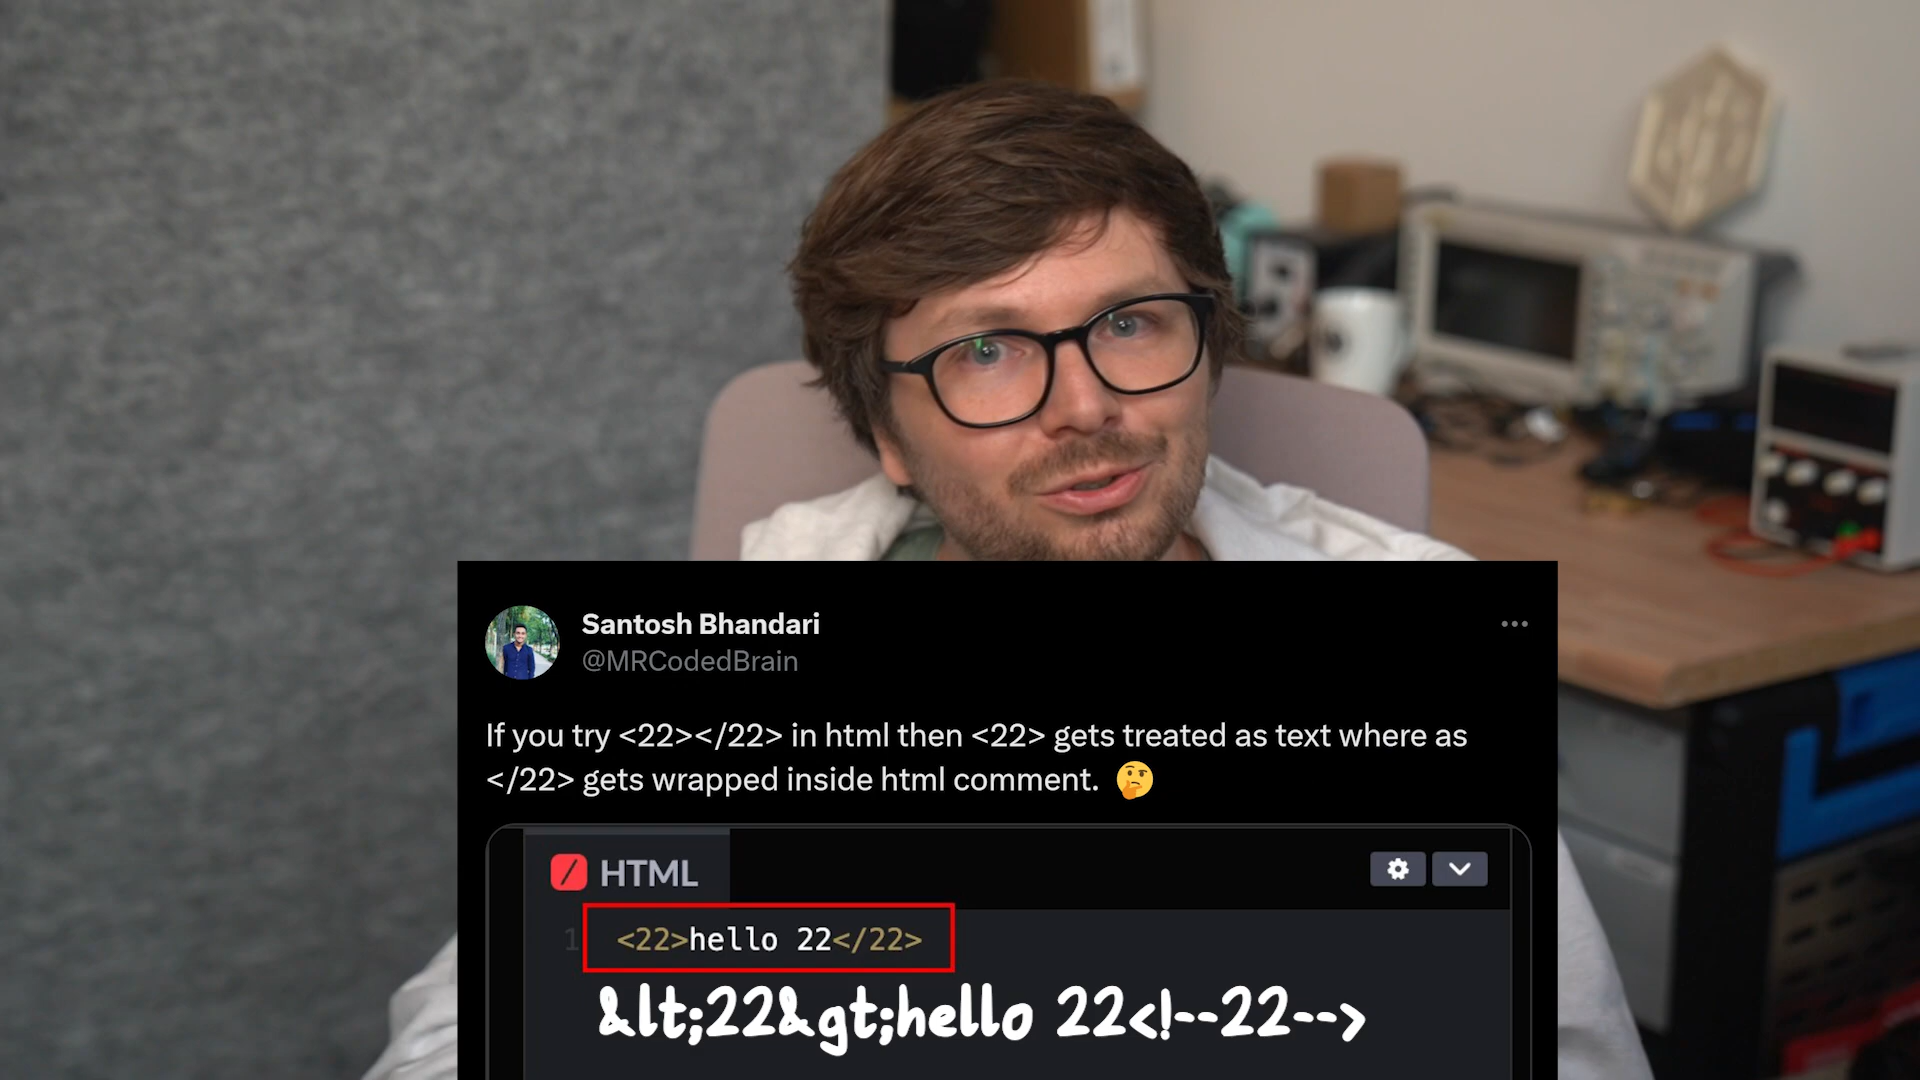 Santosh Bhandari
@MRCodedBrain
If you try <22></22> in html then <22> gets treated as text where as
</22> gets wrapped inside html comment. 🤔
/ HTML
1 <22>hello 22</22>
&lt;22&gt;hello 22<!--22-->